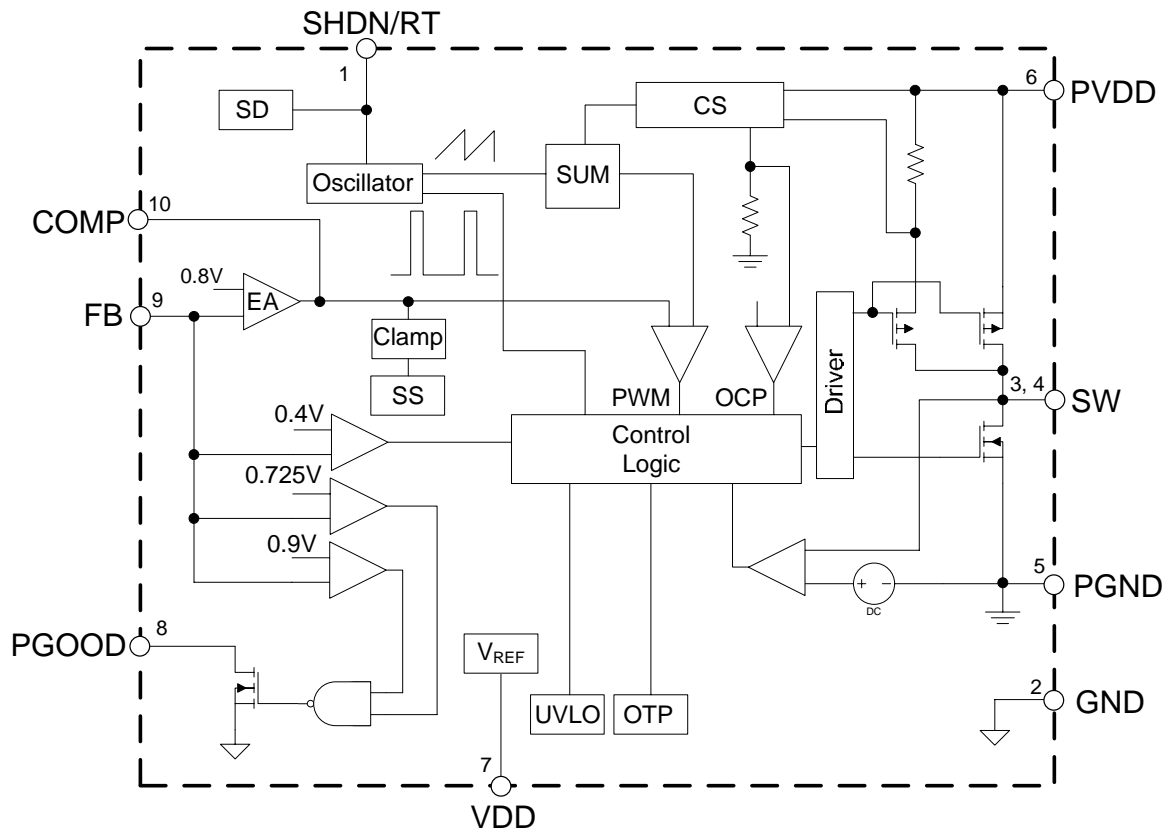 SHDN/RT
1
6
PVDD
SD
CS
Oscillator
SUM
10
COMP
0.8V
EA
9
FB
Clamp
SS
PWM
OCP
Driver
3, 4
SW
0.4V
Control
Logic
0.725V
0.9V
5
PGND
+ -
DC
8
PGOOD
VREF
2
GND
UVLO
OTP
7
VDD